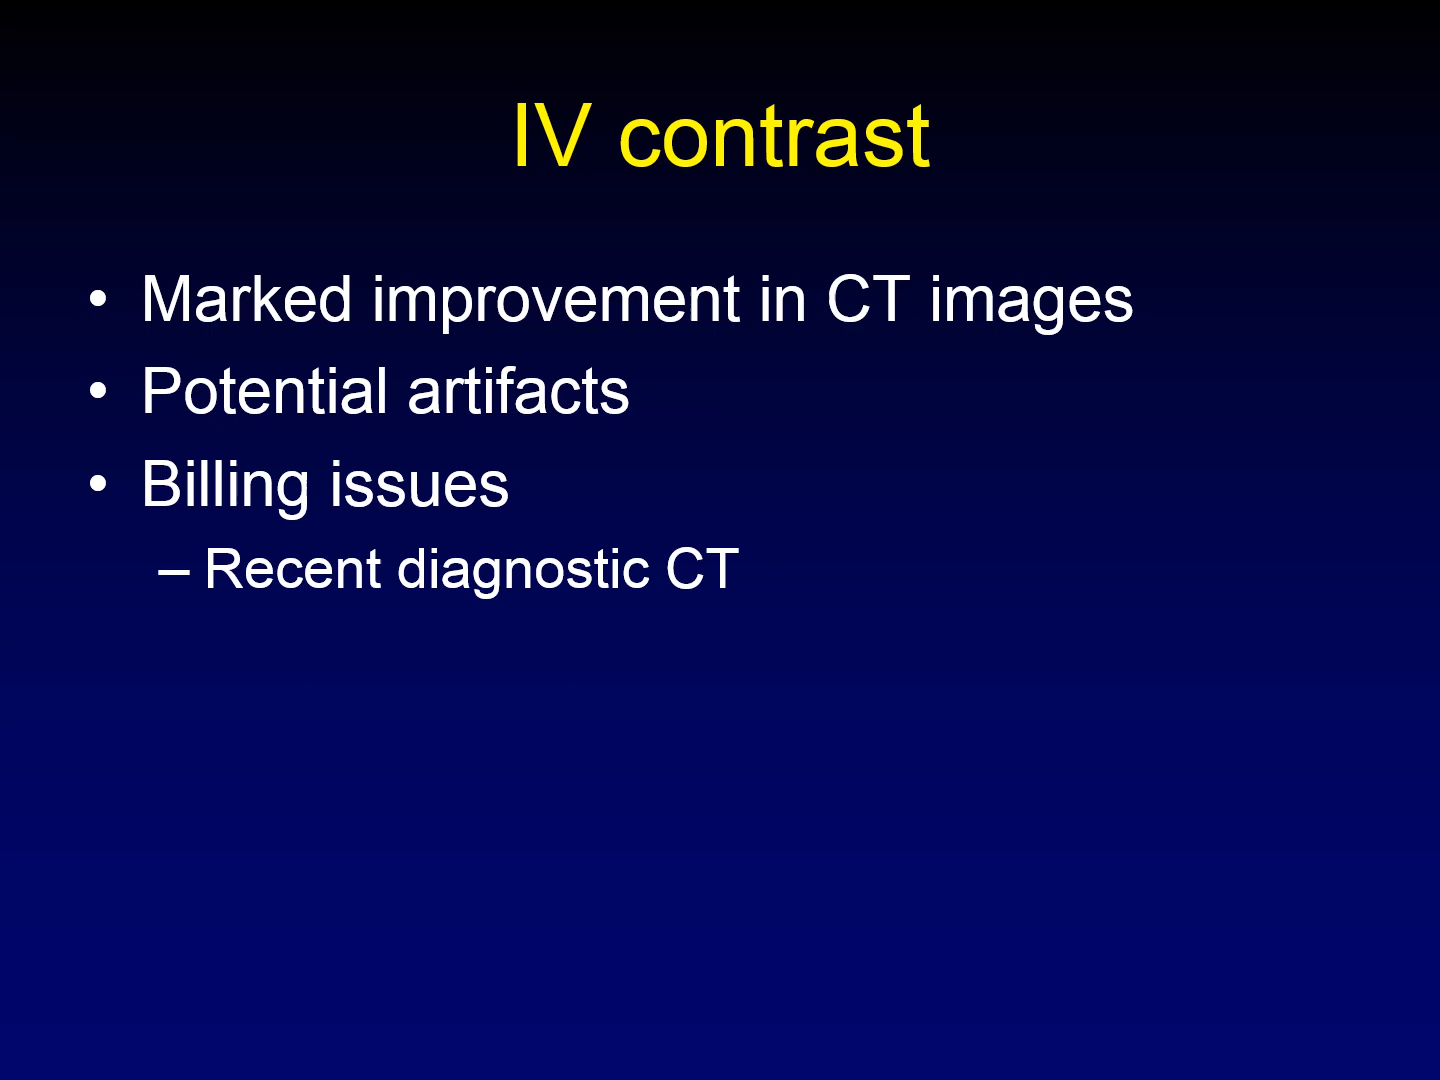 IV contrast
• Marked improvement in CT images
• Potential artifacts
• Billing issues
– Recent diagnostic CT